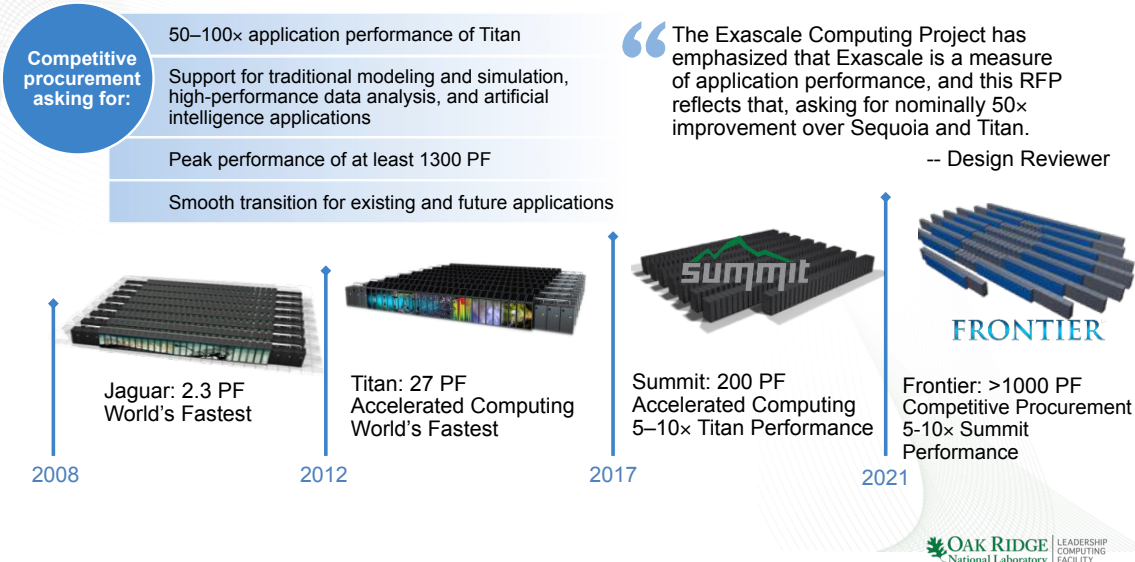 Competitive
procurement
asking for:
50–100× application performance of Titan
Support for traditional modeling and simulation,
high-performance data analysis, and artificial
intelligence applications
Peak performance of at least 1300 PF
Smooth transition for existing and future applications
“
The Exascale Computing Project has
emphasized that Exascale is a measure
of application performance, and this RFP
reflects that, asking for nominally 50×
improvement over Sequoia and Titan.
-- Design Reviewer
summit
FRONTIER
Jaguar: 2.3 PF
World’s Fastest
Titan: 27 PF
Accelerated Computing
World’s Fastest
Summit: 200 PF
Accelerated Computing
5–10× Titan Performance
Frontier: >1000 PF
Competitive Procurement
5-10× Summit
Performance
2008
2012
2017
2021
OAK RIDGE
National Laboratory
LEADERSHIP
COMPUTING
FACILITY